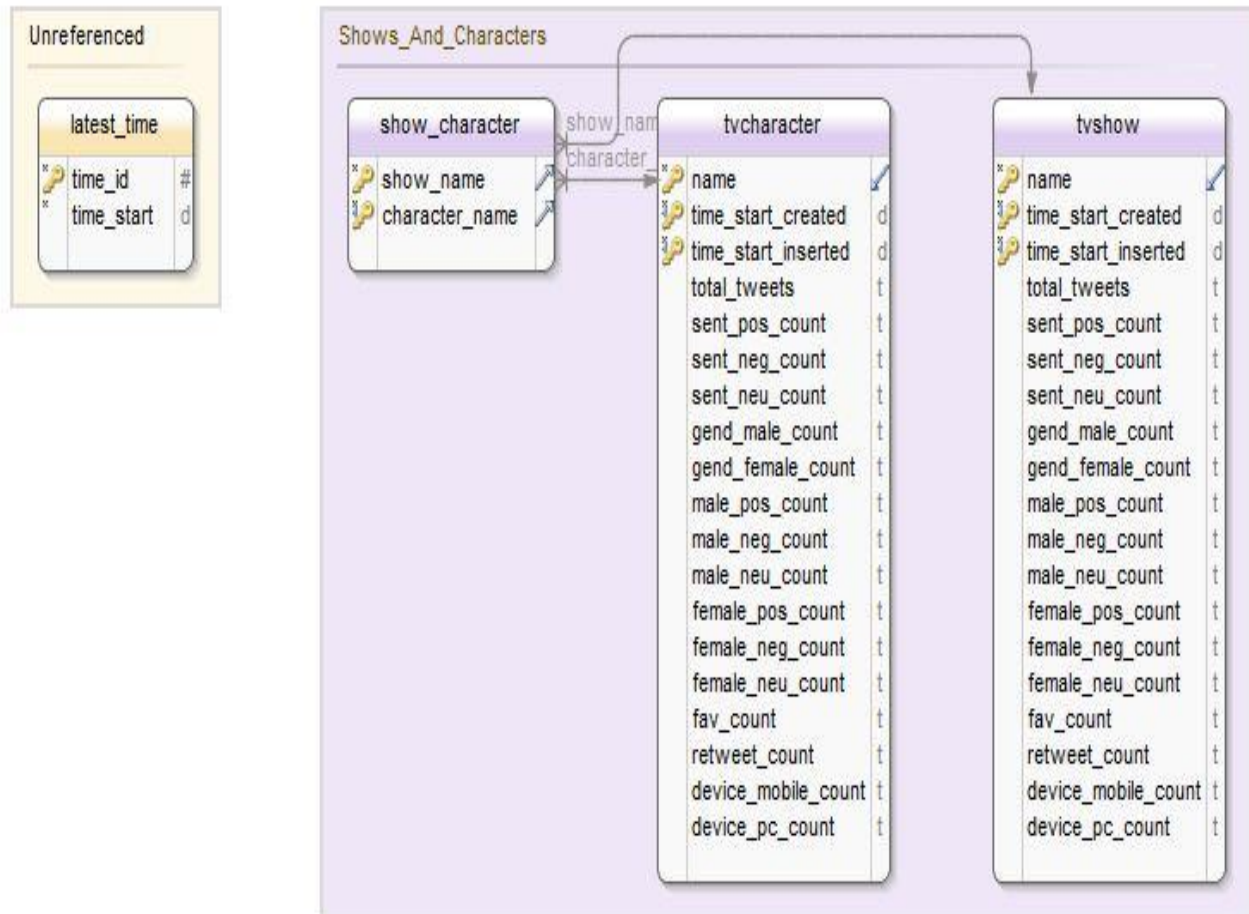 Unreferenced
latest_time
time_id #
time_start d
Shows_And_Characters
show_character
show_name
character_name
show_nam
character_
tvcharacter
name
time_start_created d
time_start_inserted d
total_tweets t
sent_pos_count t
sent_neg_count t
sent_neu_count t
gend_male_count t
gend_female_count t
male_pos_count t
male_neg_count t
male_neu_count t
female_pos_count t
female_neg_count t
female_neu_count t
fav_count t
retweet_count t
device_mobile_count t
device_pc_count t
tvshow
name
time_start_created d
time_start_inserted d
total_tweets t
sent_pos_count t
sent_neg_count t
sent_neu_count t
gend_male_count t
gend_female_count t
male_pos_count t
male_neg_count t
male_neu_count t
female_pos_count t
female_neg_count t
female_neu_count t
fav_count t
retweet_count t
device_mobile_count t
device_pc_count t